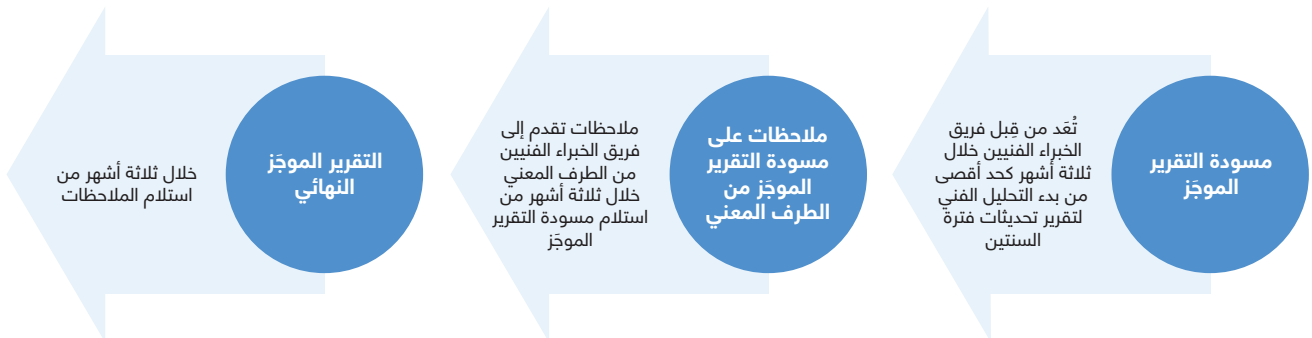 مسودة التقرير
الموجَز
تُعَد من قِبل فريق
الخبراء الفنيين خلال
ثلاثة أشهر كحد أقصى
من بدء التحليل الفني
لتقرير تحديثات فترة
السنتين
ملاحظات على
مسودة التقرير
الموجَز من
الطرف المعني
ملاحظات تقدم إلى
فريق الخبراء الفنيين
من الطرف المعني
خلال ثلاثة أشهر من
استلام مسودة التقرير
الموجَز
التقرير الموجَز
النهائي
خلال ثلاثة أشهر من
استلام الملاحظات